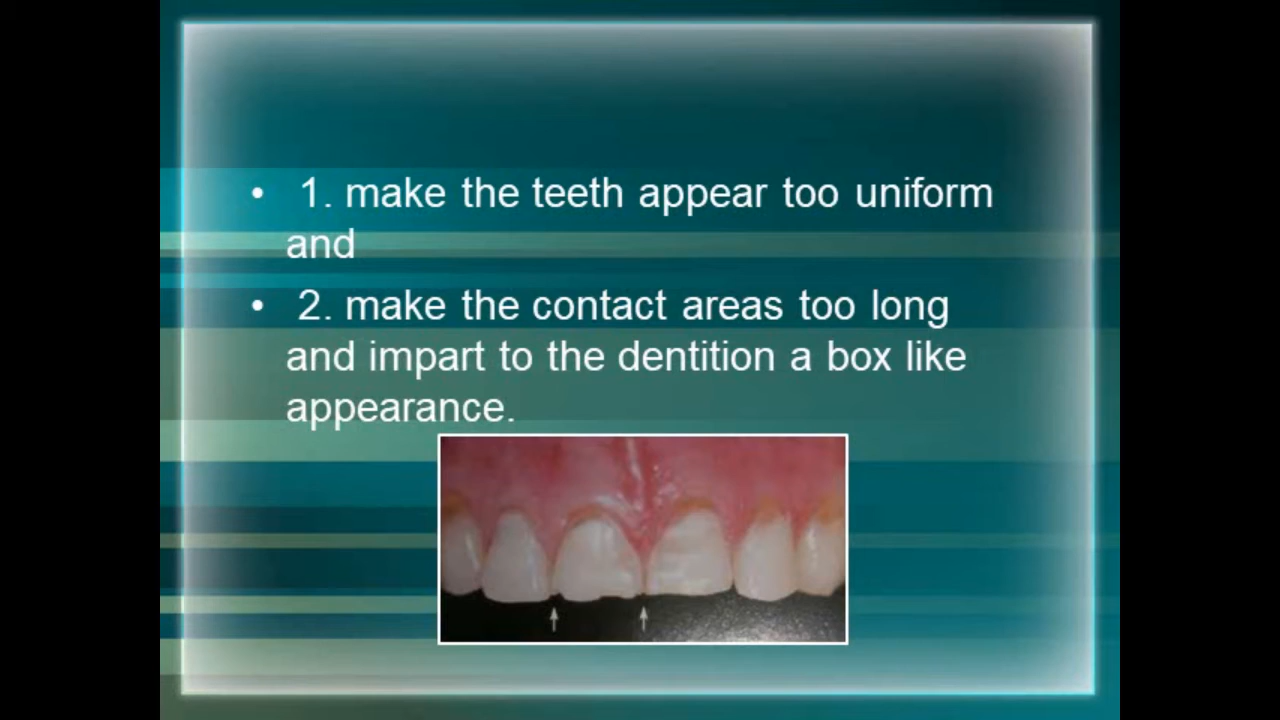 • 1. make the teeth appear too uniform
and
• 2. make the contact areas too long
and impart to the dentition a box like
appearance.